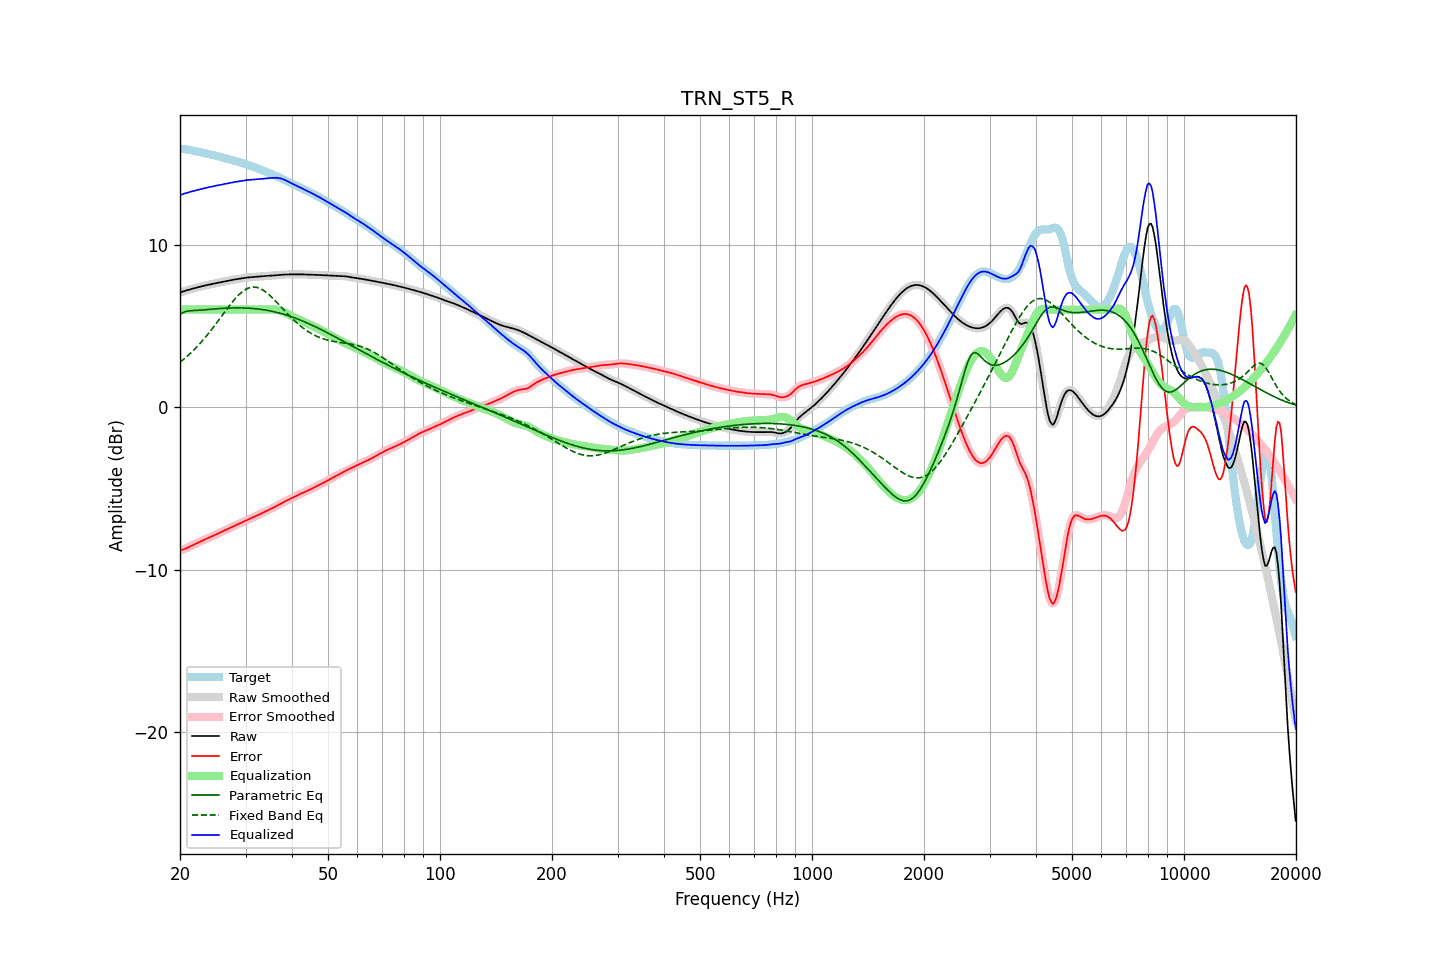 TRN_ST5_R
Amplitude (dBr)
10
0
−10
−20
Target
Raw Smoothed
Error Smoothed
Raw
Error
Equalization
Parametric Eq
Fixed Band Eq
Equalized
20 50 100 200 500 1000 2000 5000 10000 20000
Frequency (Hz)